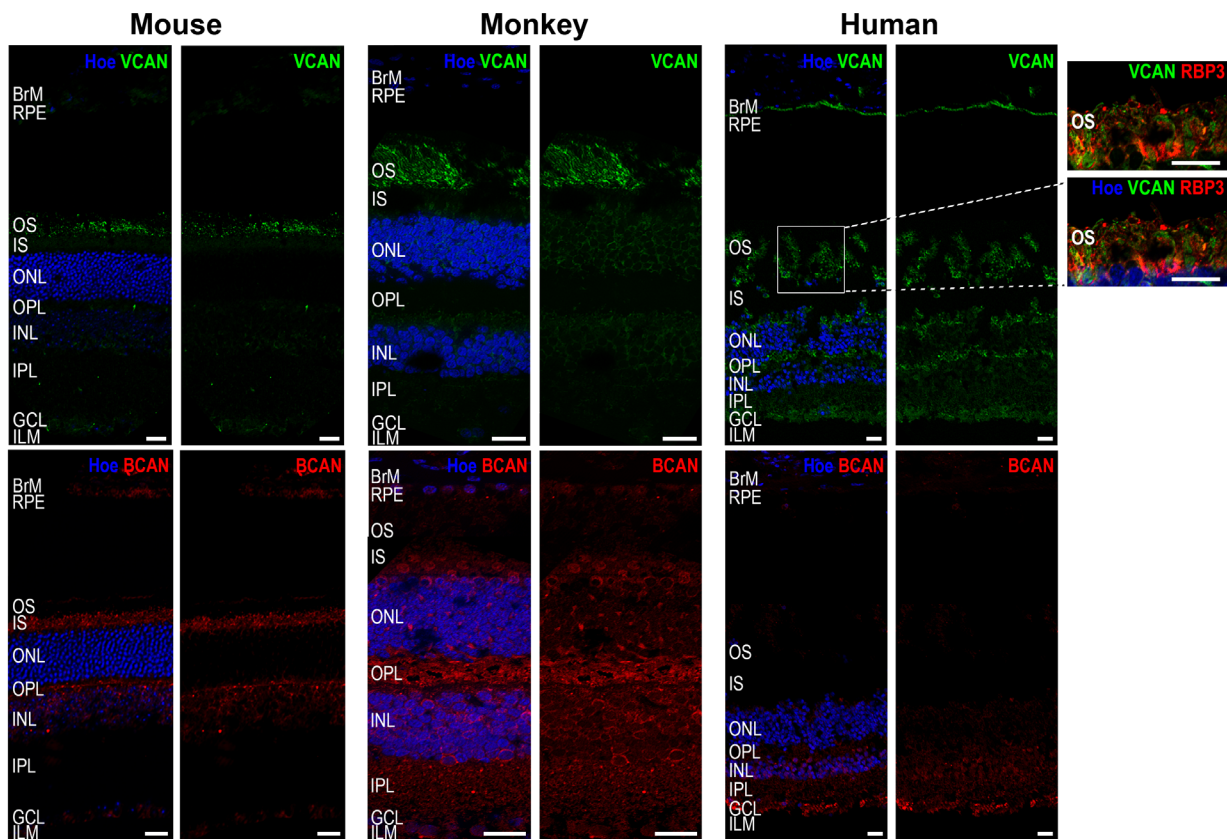 Mouse
Monkey
Human
Hoe VCAN
BrM
RPE
OS
IS
ONL
OPL
INL
IPL
GCL
ILM
VCAN
Hoe VCAN
BrM
RPE
OS
IS
ONL
OPL
INL
IPL
GCL
ILM
VCAN
Hoe VCAN
BrM
RPE
OS
IS
ONL
OPL
INL
IPL
GCL
ILM
VCAN
VCAN RBP3
OS
Hoe VCAN RBP3
OS
Hoe BCAN
BrM
RPE
OS
IS
ONL
OPL
INL
IPL
GCL
ILM
BCAN
Hoe BCAN
BrM
RPE
OS
IS
ONL
OPL
INL
IPL
GCL
ILM
BCAN
Hoe BCAN
BrM
RPE
OS
IS
ONL
OPL
INL
IPL
GCL
ILM
BCAN